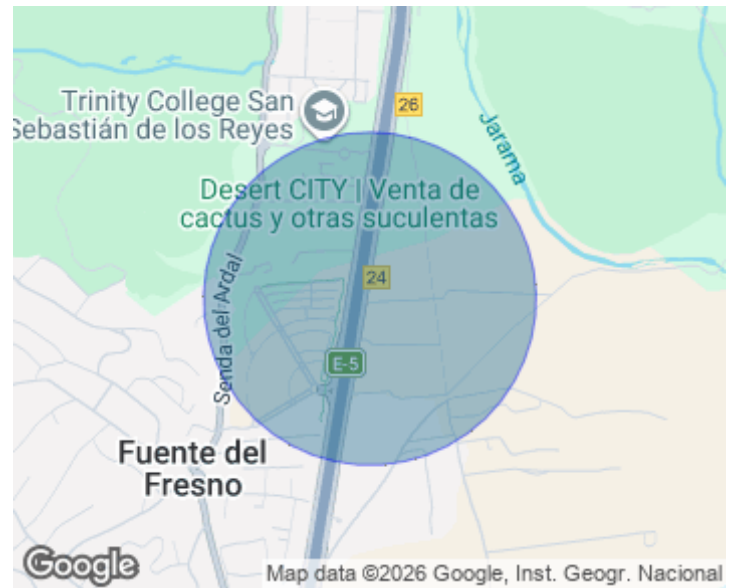 Trinity College San
Sebastián de los Reyes
26
Jarama
Desert CITY | Venta de
cactus y otras suculentas
24
Senda del Ardal
E-5
Fuente del
Fresno
Google
Map data ©2026 Google, Inst. Geogr. Nacional